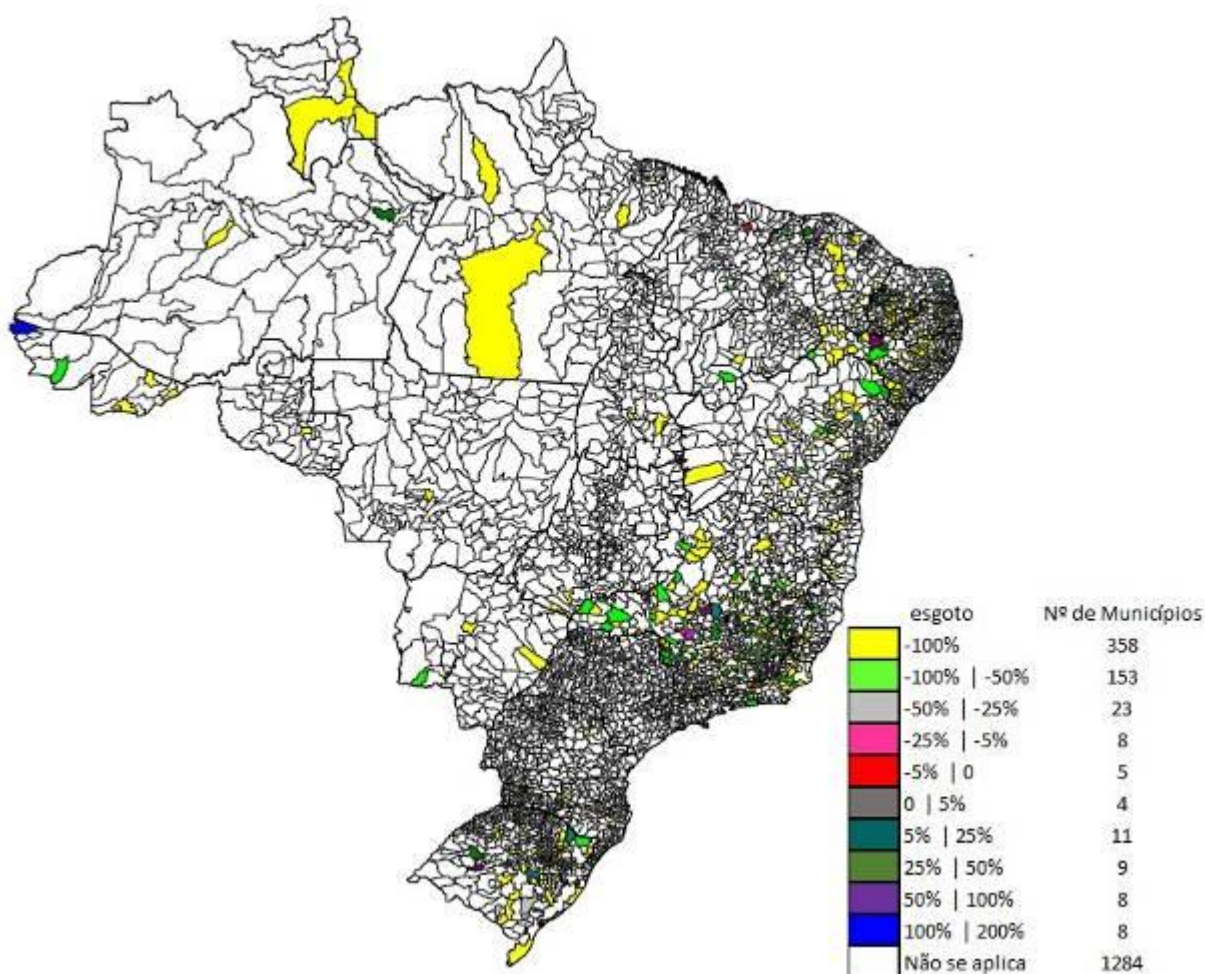 esgoto Nº de Municípios
-100% 358
-100% | -50% 153
-50% | -25% 23
-25% | -5% 8
-5% | 0 5
0 | 5% 4
5% | 25% 11
25% | 50% 9
50% | 100% 8
100% | 200% 8
Não se aplica 1284